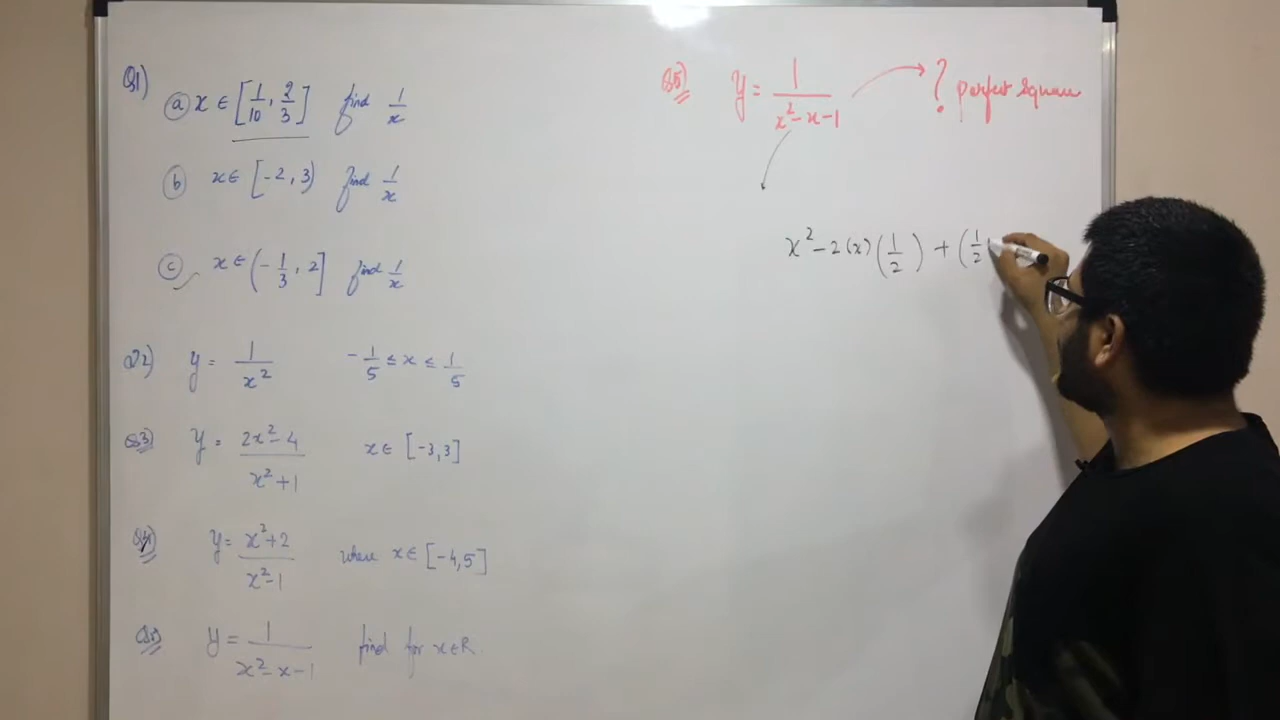 Q1)
ⓐ x ∈ [1/10, 2/3] find 1/x
ⓑ x ∈ [-2, 3) find 1/x
ⓒ x ∈ (-1/3, 2] find 1/x
Q2) y = 1/x² -1/5 ≤ x ≤ 1/5
Q3) y = (2x²-4)/(x²+1) x ∈ [-3,3]
Q4) y = (x²+2)/(x²-1) where x ∈ [-4,5]
Q5) y = 1/(x²-x-1) find for x ∈ R.
Q5) y = 1/(x²-x-1) → ? perfect square
x² - 2(x)(1/2) + (1/2